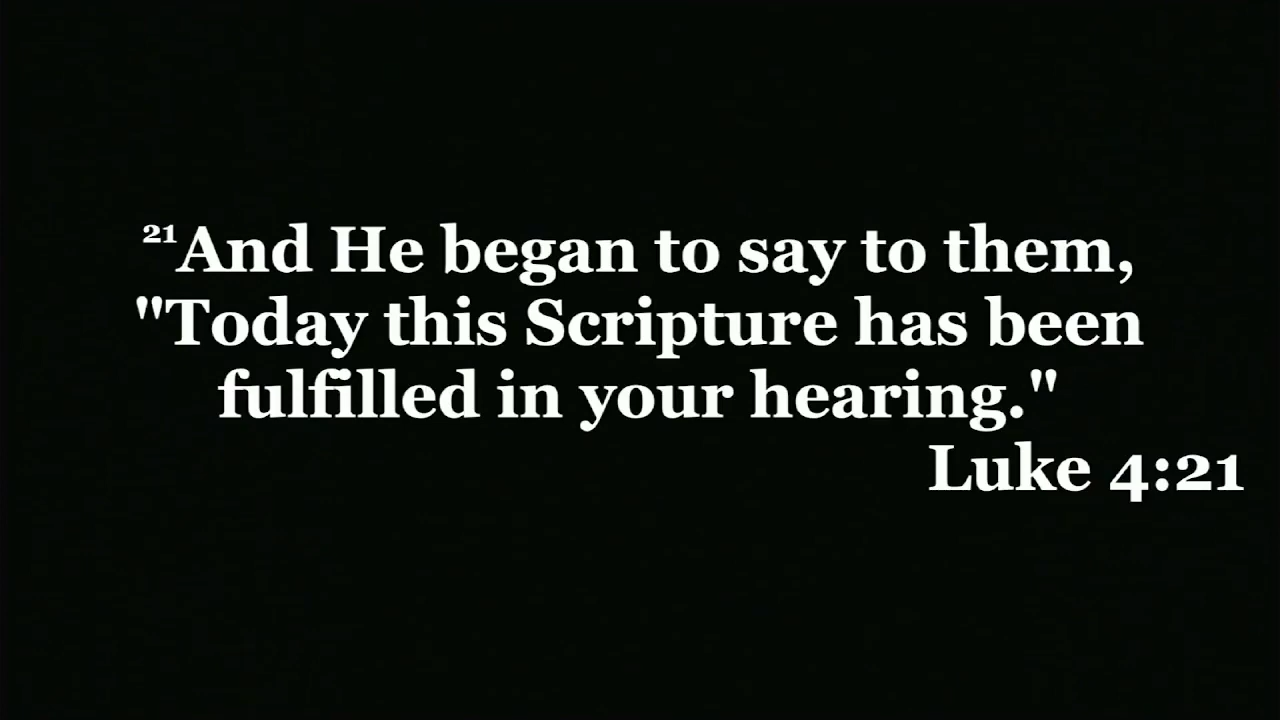 ²¹And He began to say to them,
"Today this Scripture has been
fulfilled in your hearing."
Luke 4:21